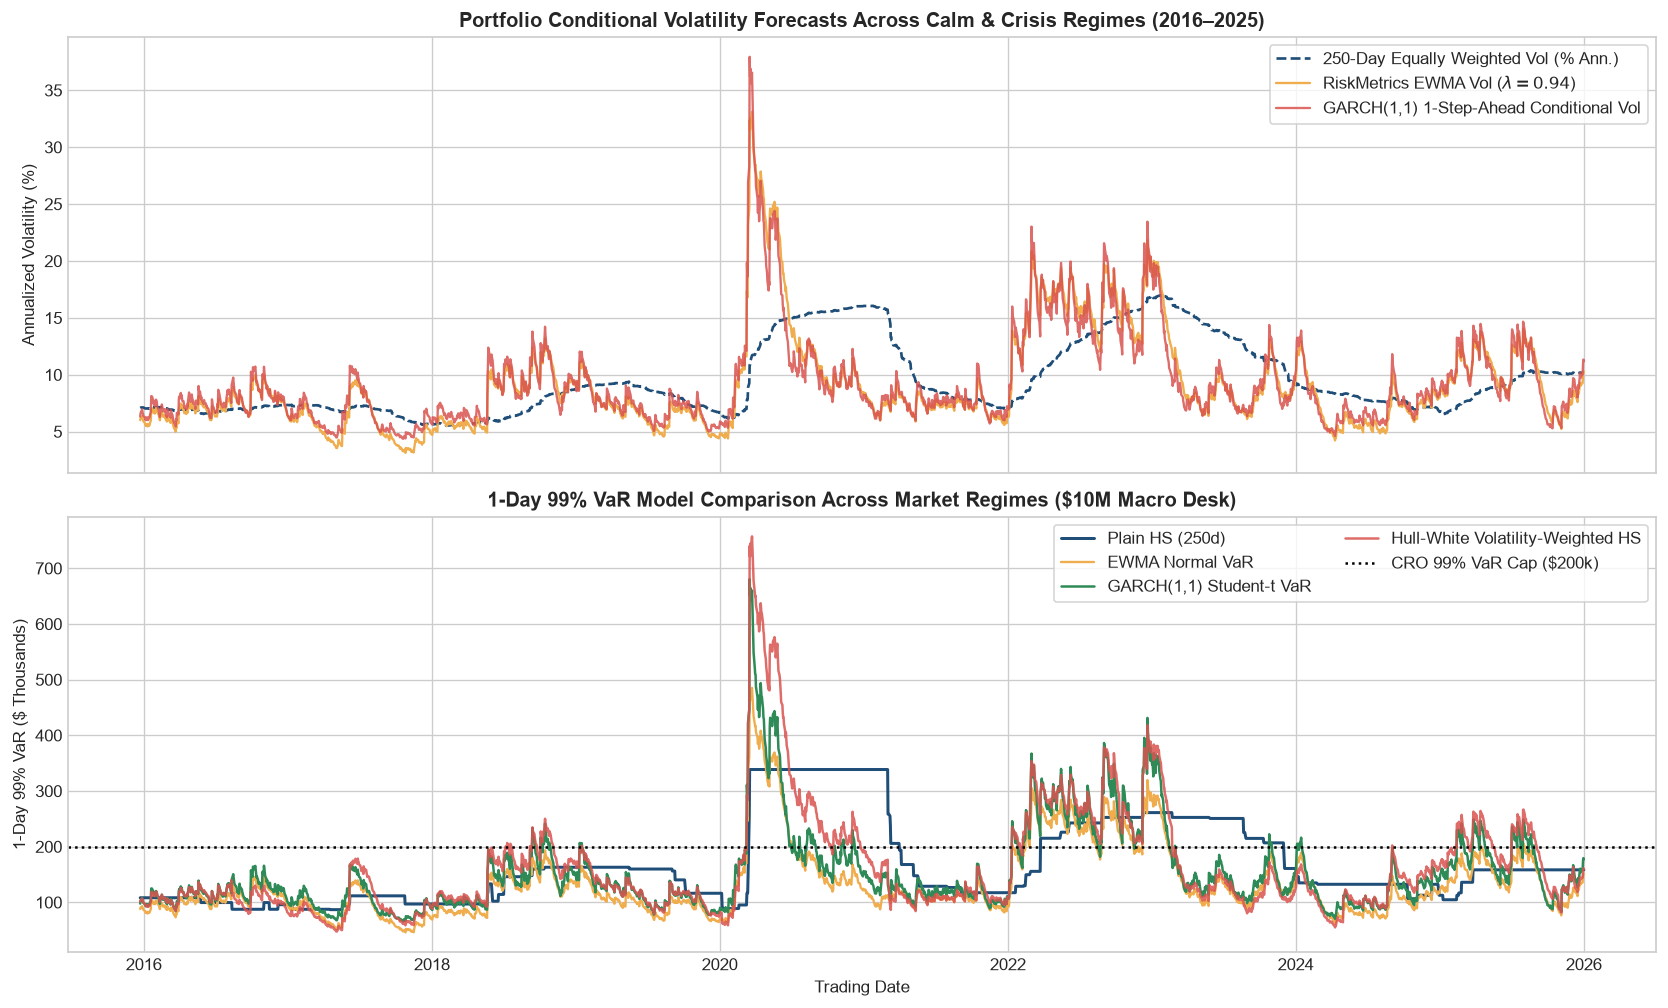 Portfolio Conditional Volatility Forecasts Across Calm & Crisis Regimes (2016–2025)
Annualized Volatility (%)
35
30
25
20
15
10
5
250-Day Equally Weighted Vol (% Ann.)
RiskMetrics EWMA Vol (λ = 0.94)
GARCH(1,1) 1-Step-Ahead Conditional Vol
1-Day 99% VaR Model Comparison Across Market Regimes ($10M Macro Desk)
1-Day 99% VaR ($ Thousands)
700
600
500
400
300
200
100
Plain HS (250d)
EWMA Normal VaR
GARCH(1,1) Student-t VaR
Hull-White Volatility-Weighted HS
CRO 99% VaR Cap ($200k)
2016 2018 2020 2022 2024 2026
Trading Date